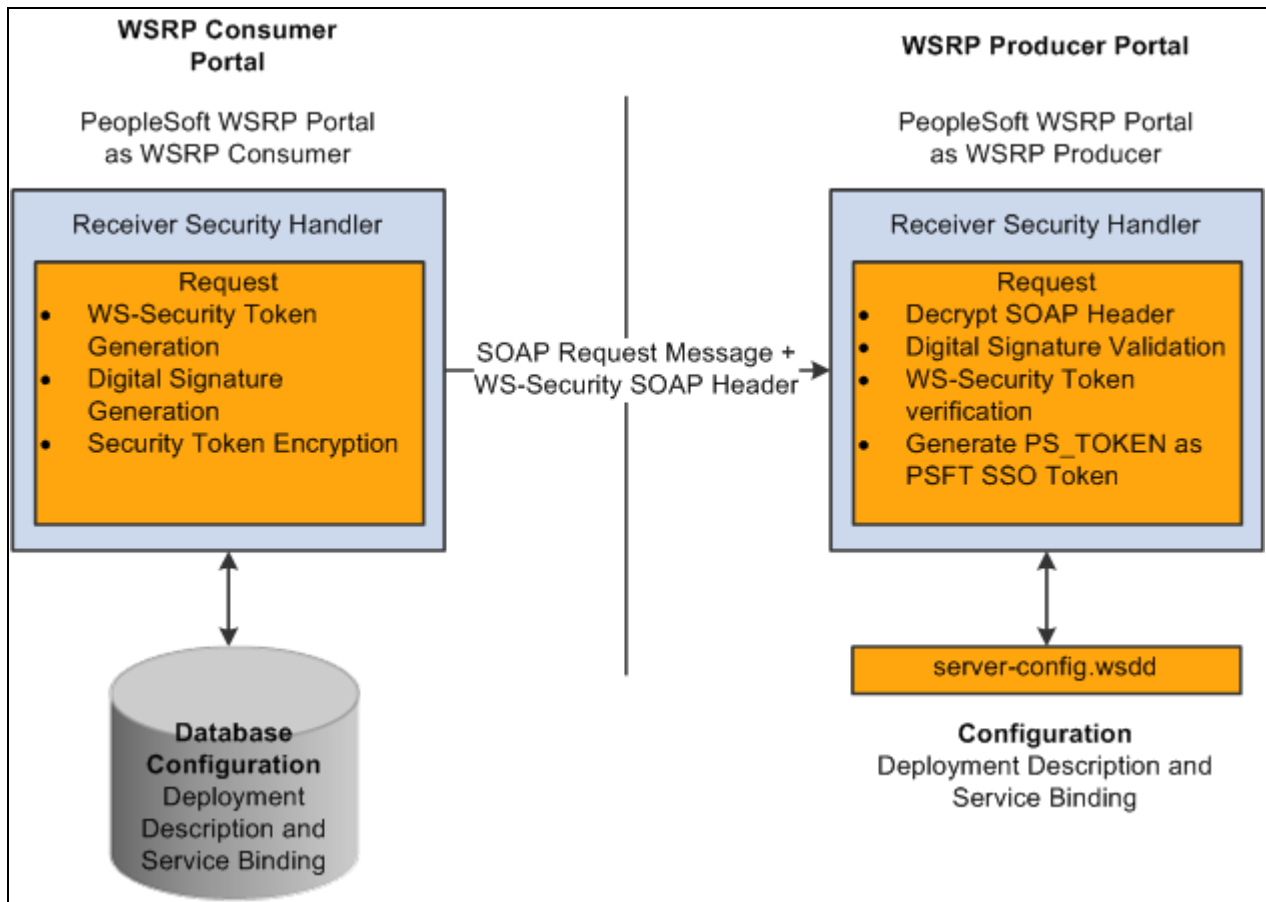 WSRP Consumer
Portal
PeopleSoft WSRP Portal
as WSRP Consumer
Receiver Security Handler
Request
• WS-Security Token
Generation
• Digital Signature
Generation
• Security Token Encryption
SOAP Request Message +
WS-Security SOAP Header
WSRP Producer Portal
PeopleSoft WSRP Portal
as WSRP Producer
Receiver Security Handler
Request
• Decrypt SOAP Header
• Digital Signature Validation
• WS-Security Token
verification
• Generate PS_TOKEN as
PSFT SSO Token
Database
Configuration
Deployment
Description and
Service Binding
server-config.wsdd
Configuration
Deployment Description and
Service Binding